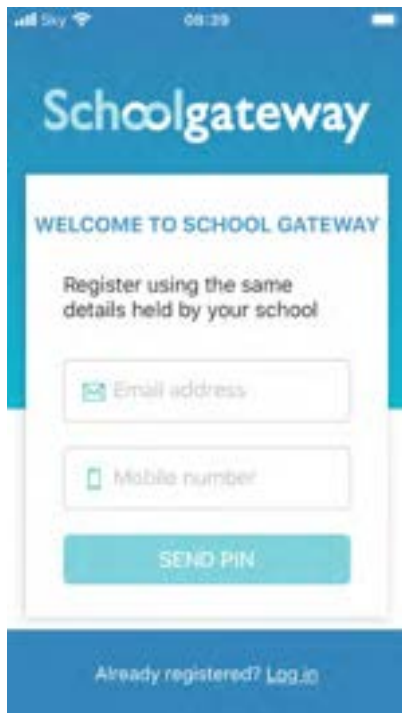 Sky 08:39
Schoolgateway
WELCOME TO SCHOOL GATEWAY
Register using the same
details held by your school
Email address
Mobile number
SEND PIN
Already registered? Log in